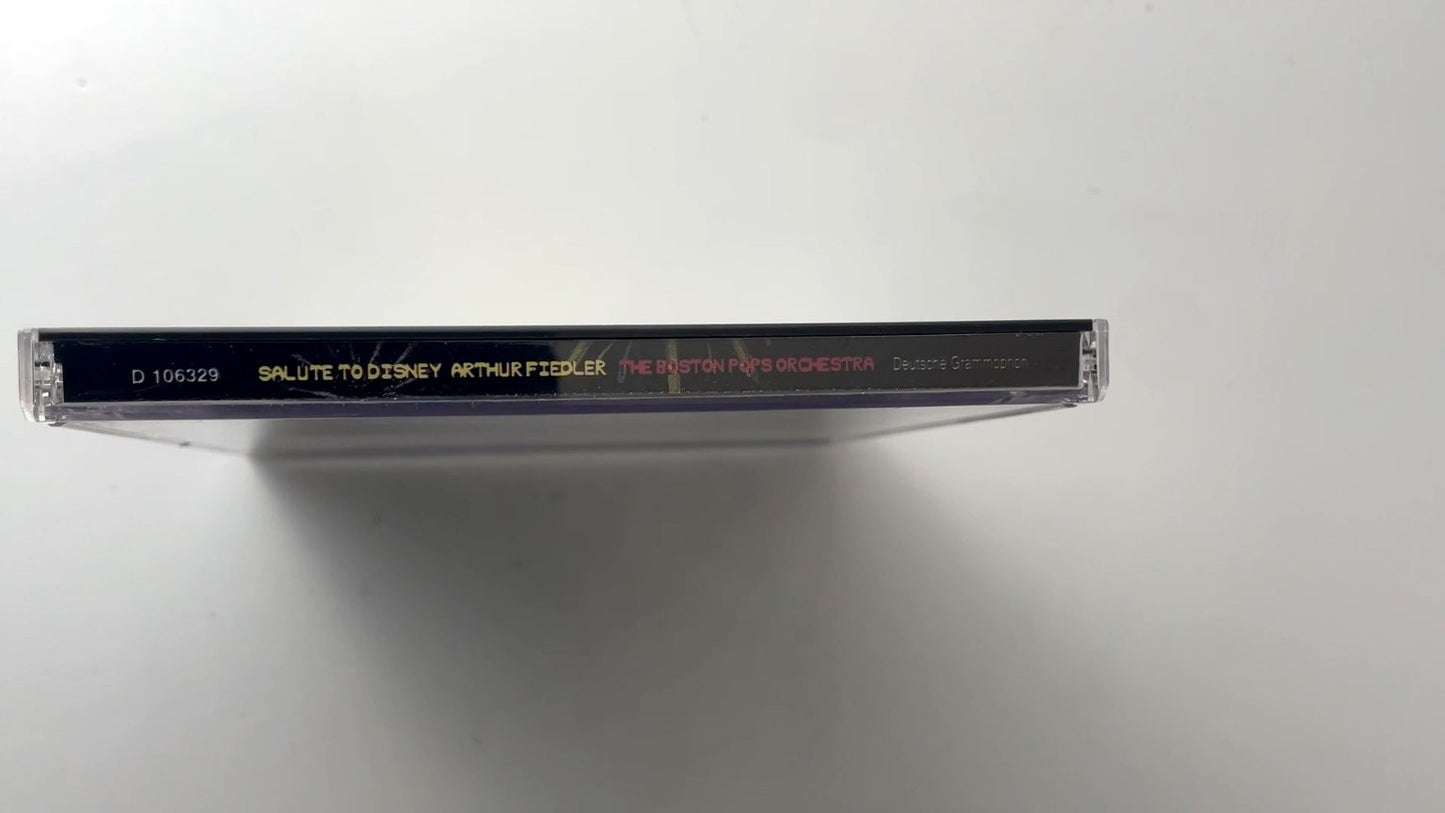 D 106329 SALUTE TO DISNEY ARTHUR FIEDLER THE BOSTON POPS ORCHESTRA Deutsche Grammophon